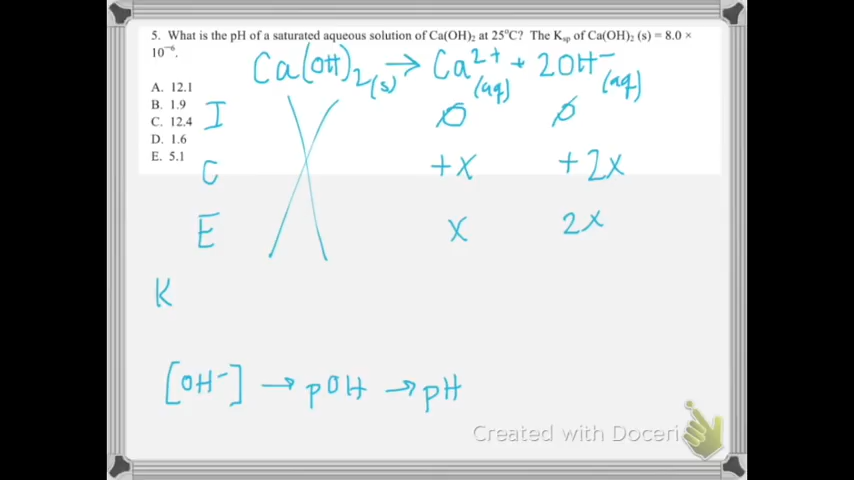 5. What is the pH of a saturated aqueous solution of Ca(OH)₂ at 25°C? The Kₛₚ of Ca(OH)₂ (s) = 8.0 ×
10⁻⁶.
Ca(OH)₂(s) → Ca²⁺(aq) + 2OH⁻(aq)
A. 12.1
B. 1.9
C. 12.4
D. 1.6
E. 5.1
I 0 0
C +x +2x
E x 2x
K
[OH⁻] → pOH → pH
Created with Doceri